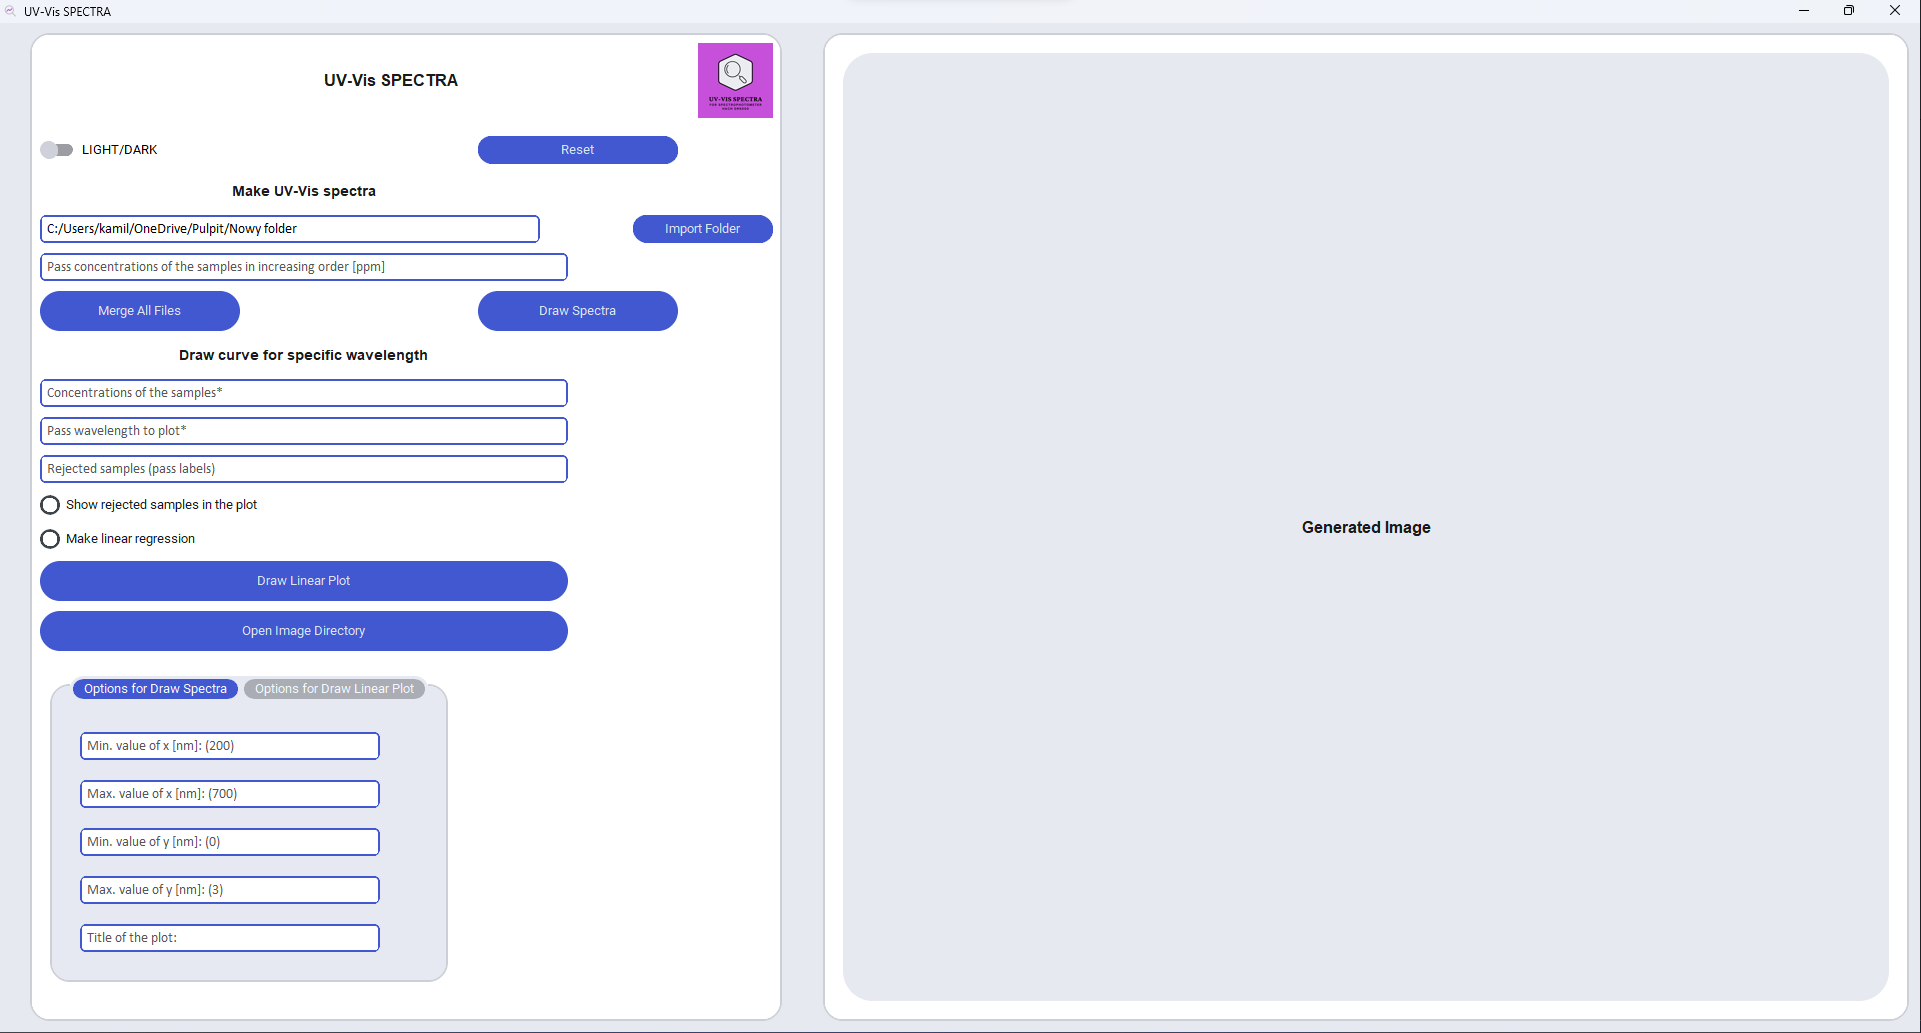 UV-Vis SPECTRA
UV-Vis SPECTRA
UV-VIS SPECTRA
FOR SPECTROPHOTOMETER
HACH DR3900
LIGHT/DARK
Reset
Make UV-Vis spectra
C:/Users/kamil/OneDrive/Pulpit/Nowy folder
Import Folder
Pass concentrations of the samples in increasing order [ppm]
Merge All Files
Draw Spectra
Draw curve for specific wavelength
Concentrations of the samples*
Pass wavelength to plot*
Rejected samples (pass labels)
Show rejected samples in the plot
Make linear regression
Draw Linear Plot
Open Image Directory
Options for Draw Spectra
Options for Draw Linear Plot
Min. value of x [nm]: (200)
Max. value of x [nm]: (700)
Min. value of y [nm]: (0)
Max. value of y [nm]: (3)
Title of the plot:
Generated Image